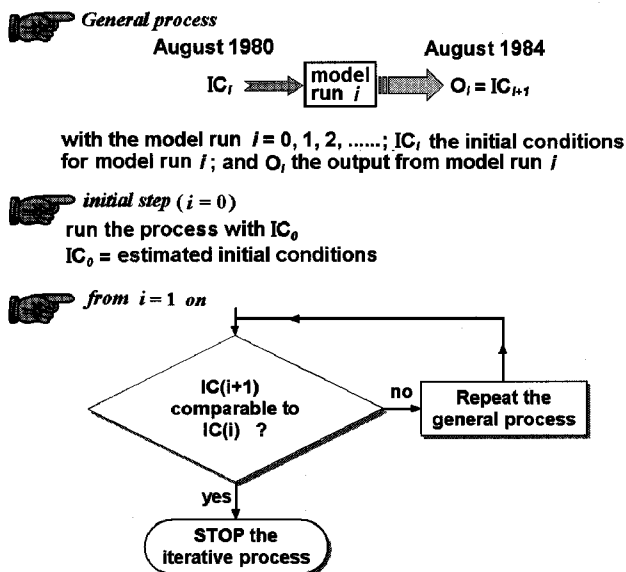 General process
August 1980 August 1984
IC_i model run i O_i = IC_{i+1}
with the model run i = 0, 1, 2, ......; IC_i the initial conditions
for model run i; and O_i the output from model run i
initial step (i = 0)
run the process with IC_0
IC_0 = estimated initial conditions
from i = 1 on
IC(i+1)
comparable to
IC(i) ?
no
Repeat the
general process
yes
STOP the
iterative process